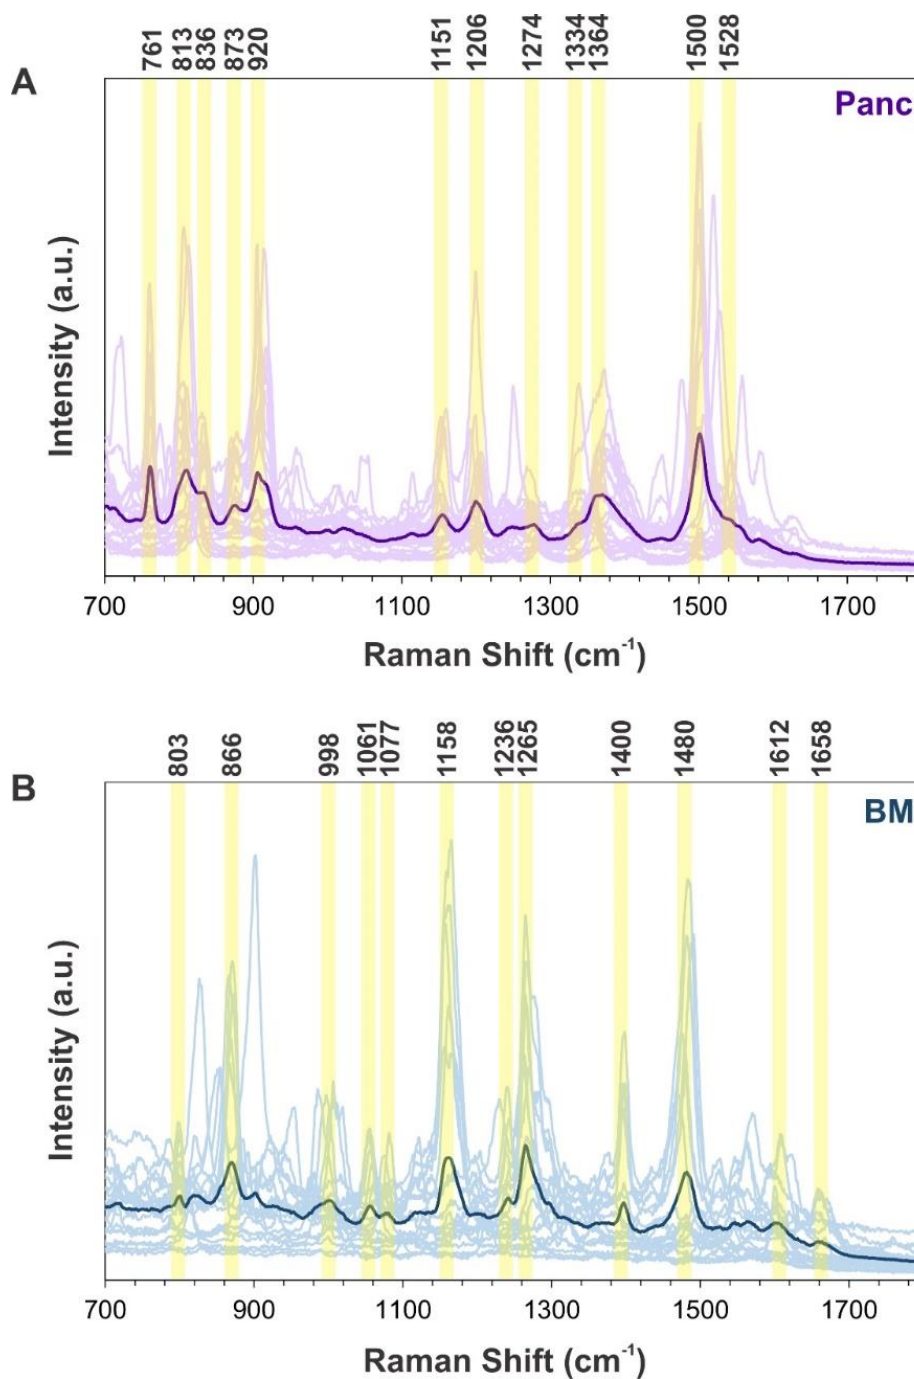 761 813 836 873 920 1151 1206 1274 1334 1364 1500 1528
A
Panc
Intensity (a.u.)
700 900 1100 1300 1500 1700
Raman Shift (cm⁻¹)
803 866 998 1061 1077 1158 1236 1265 1400 1480 1612 1658
B
BM
Intensity (a.u.)
700 900 1100 1300 1500 1700
Raman Shift (cm⁻¹)